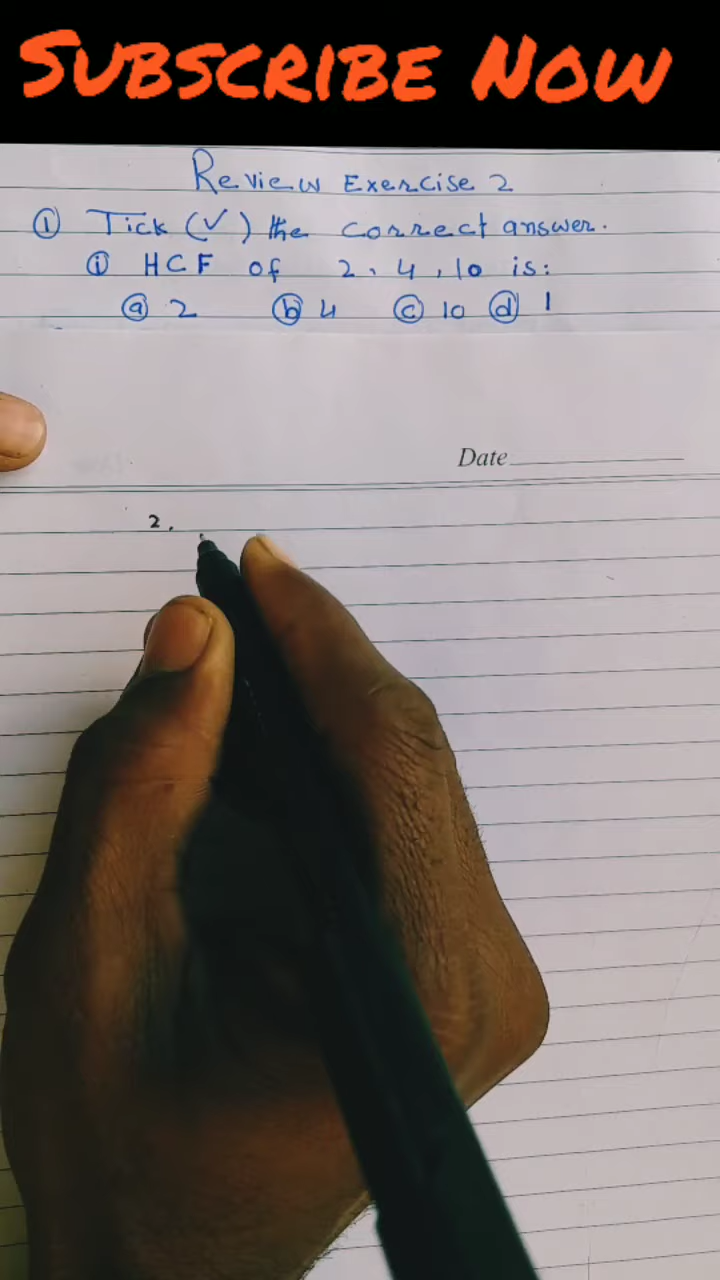 SUBSCRIBE NOW
Review Exercise 2
① Tick (✓) the correct answer.
ⓘ HCF of 2, 4, 10 is:
ⓐ 2 ⓑ 4 ⓒ 10 ⓓ 1
Date
2,